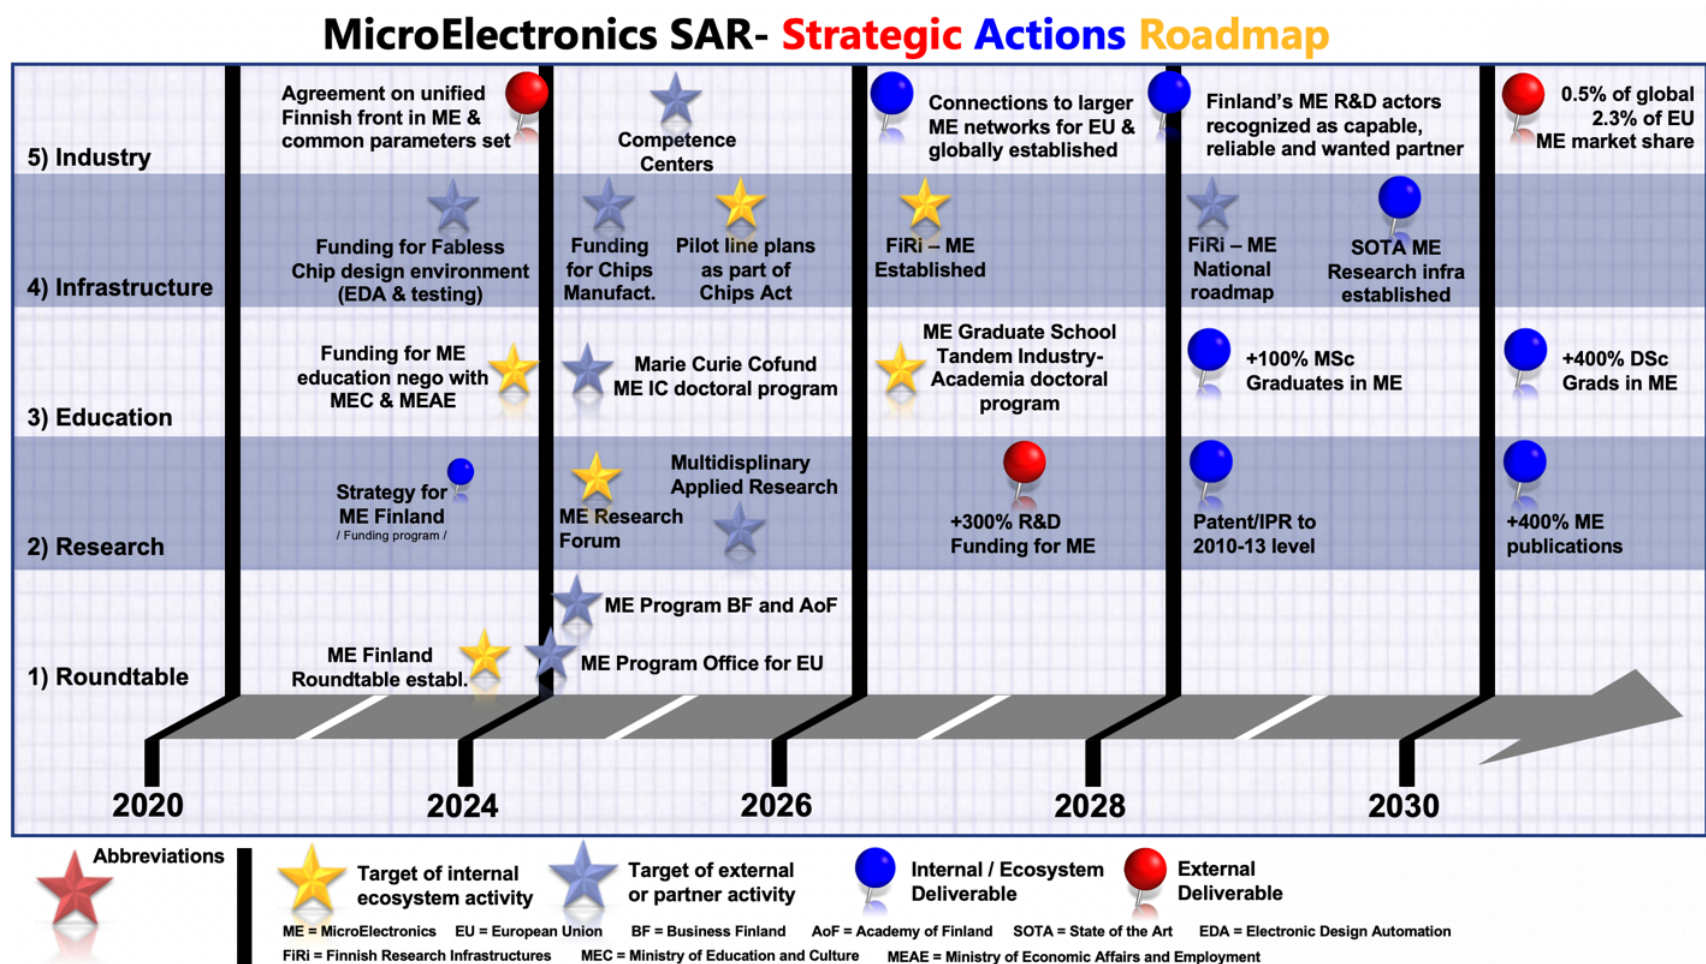 MicroElectronics SAR- Strategic Actions Roadmap
5) Industry
Agreement on unified
Finnish front in ME &
common parameters set
Competence
Centers
Connections to larger
ME networks for EU &
globally established
Finland's ME R&D actors
recognized as capable,
reliable and wanted partner
0.5% of global
2.3% of EU
ME market share
4) Infrastructure
Funding for Fabless
Chip design environment
(EDA & testing)
Funding
for Chips
Manufact.
Pilot line plans
as part of
Chips Act
FiRi – ME
Established
FiRi – ME
National
roadmap
SOTA ME
Research infra
established
3) Education
Funding for ME
education nego with
MEC & MEAE
Marie Curie Cofund
ME IC doctoral program
ME Graduate School
Tandem Industry-
Academia doctoral
program
+100% MSc
Graduates in ME
+400% DSc
Grads in ME
2) Research
Strategy for
ME Finland
/ Funding program /
ME Research
Forum
Multidisplinary
Applied Research
+300% R&D
Funding for ME
Patent/IPR to
2010-13 level
+400% ME
publications
1) Roundtable
ME Finland
Roundtable establ.
ME Program BF and AoF
ME Program Office for EU
2020
2024
2026
2028
2030
Abbreviations
Target of internal
ecosystem activity
Target of external
or partner activity
Internal / Ecosystem
Deliverable
External
Deliverable
ME = MicroElectronics EU = European Union BF = Business Finland AoF = Academy of Finland SOTA = State of the Art EDA = Electronic Design Automation
FiRi = Finnish Research Infrastructures MEC = Ministry of Education and Culture MEAE = Ministry of Economic Affairs and Employment